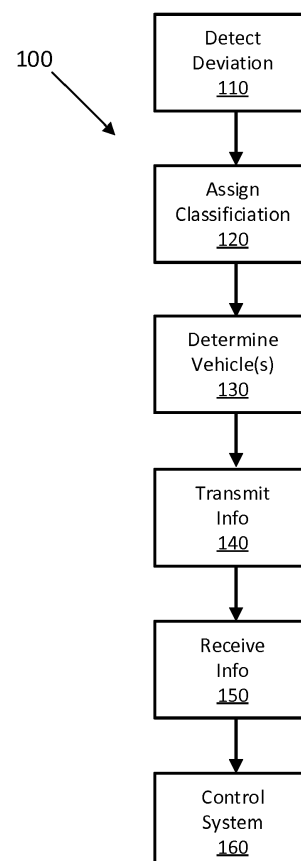 100
Detect
Deviation
110
Assign
Classificiation
120
Determine
Vehicle(s)
130
Transmit
Info
140
Receive
Info
150
Control
System
160